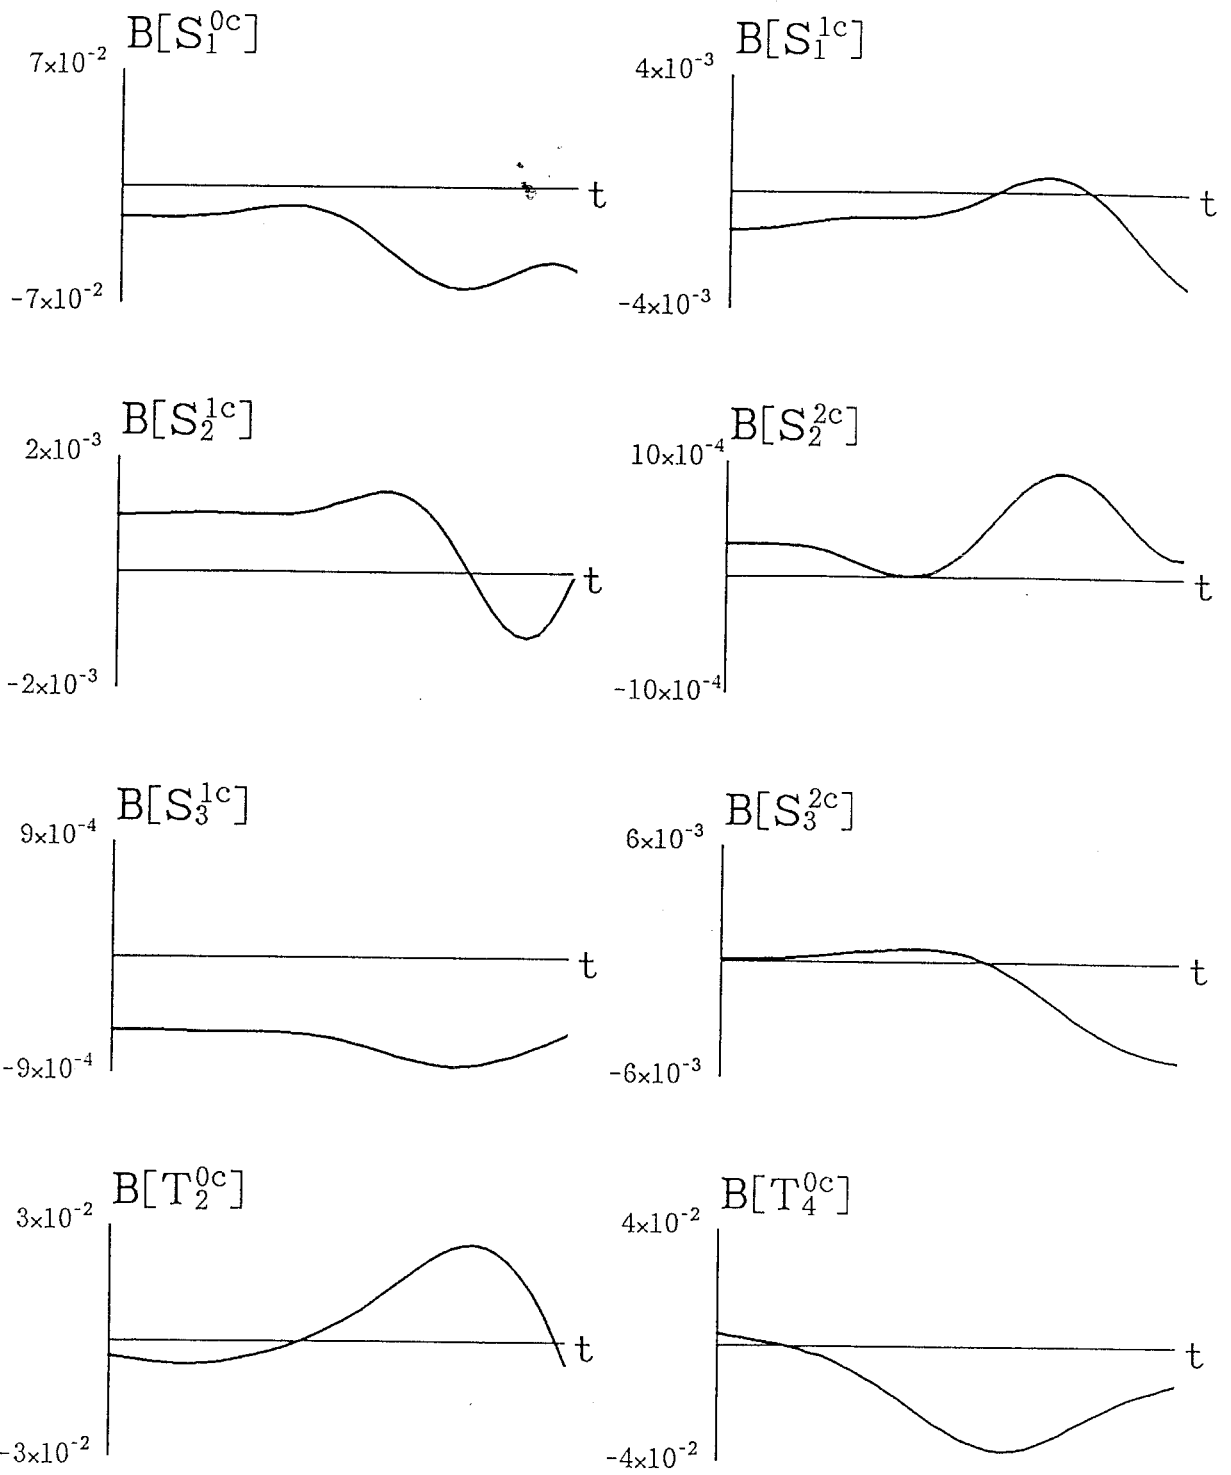 B[S₁⁰ᶜ]
7×10⁻²
t
-7×10⁻²
B[S₁¹ᶜ]
4×10⁻³
t
-4×10⁻³
B[S₂¹ᶜ]
2×10⁻³
t
-2×10⁻³
B[S₂²ᶜ]
10×10⁻⁴
t
-10×10⁻⁴
B[S₃¹ᶜ]
9×10⁻⁴
t
-9×10⁻⁴
B[S₃²ᶜ]
6×10⁻³
t
-6×10⁻³
B[T₂⁰ᶜ]
3×10⁻²
t
-3×10⁻²
B[T₄⁰ᶜ]
4×10⁻²
t
-4×10⁻²